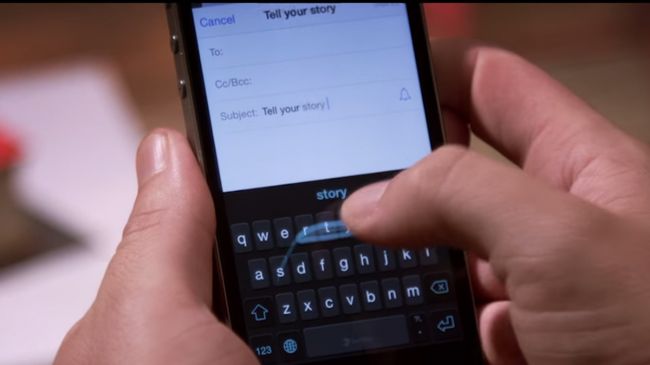 Cancel Tell your story
To:
Cc/Bcc:
Subject: Tell your story
story
q w e r t
a s d f g h j k l
z x c v b n m
123